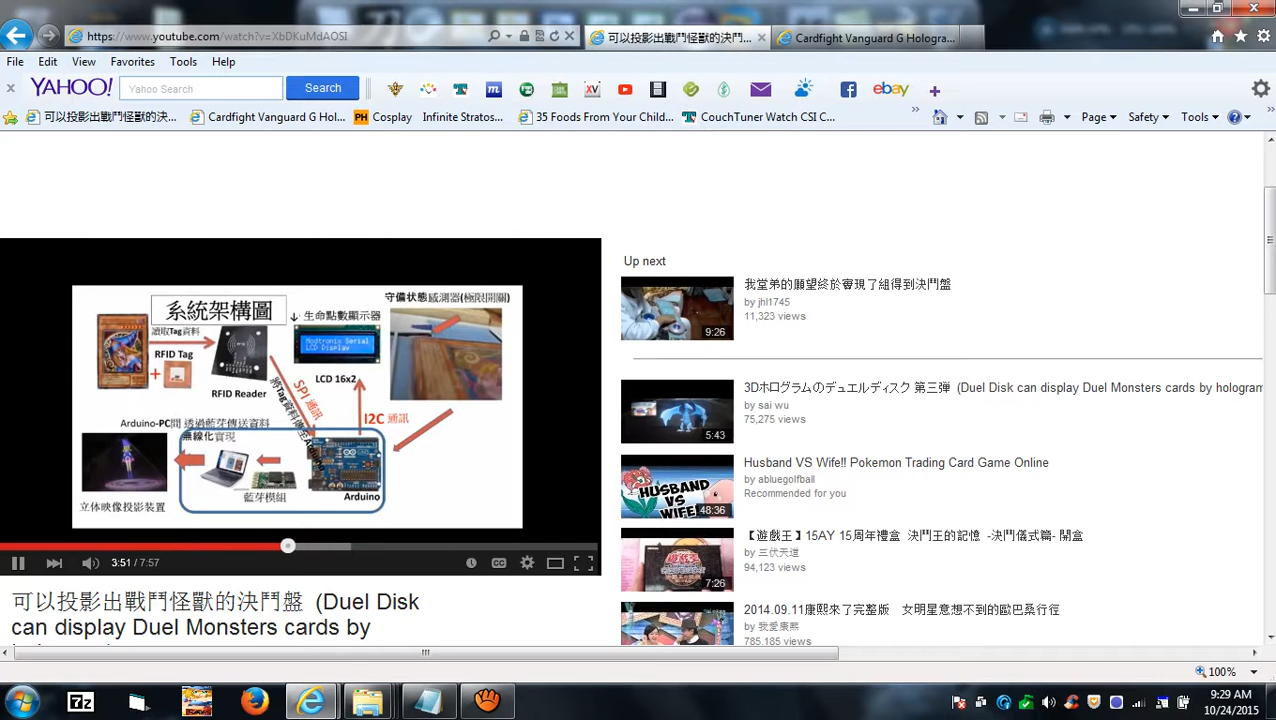 https://www.youtube.com/watch?v=XbDKuMdAOSI
可以投影出戰鬥怪獸的決鬥...
Cardfight Vanguard G Hologra...
File Edit View Favorites Tools Help
YAHOO! Yahoo Search Search
ebay
可以投影出戰鬥怪獸的決...
Cardfight Vanguard G Hol...
PH Cosplay
Infinite Stratos...
35 Foods From Your Child...
CouchTuner Watch CSI C...
Page
Safety
Tools
系統架構圖
守備狀態感測器(極限開關)
讀取Tag資料
↓· 生命點數顯示器
RFID Tag
Modtronix Serial
LCD Display
LCD 16x2
RFID Reader
SPI 通訊
I2C 通訊
Arduino-PC間 透過藍芽傳送資料
無線化實現
藍芽模組
Arduino
立体映像投影裝置
3:51 / 7:57
可以投影出戰鬥怪獸的決鬥盤 (Duel Disk
can display Duel Monsters cards by
Up next
我當弟的願望終於實現了組得到決鬥盤
by jhl1745
11,323 views
9:26
3Dホログラムのデュエルディスク 第三弾 (Duel Disk can display Duel Monsters cards by hologram
by sai wu
75,275 views
5:43
Husband VS Wife!! Pokemon Trading Card Game Online
by abluegolfball
Recommended for you
HUSBAND
VS
WIFE
48:36
【遊戲王】15AY 15周年禮盒 決鬥王的記憶 -決鬥儀式篇- 開盒
by 三伏天道
94,123 views
7:26
2014.09.11康熙來了完整版 女明星意想不到的歐巴桑行徑
by 我愛康熙
785,185 views
100%
7z
9:29 AM
10/24/2015